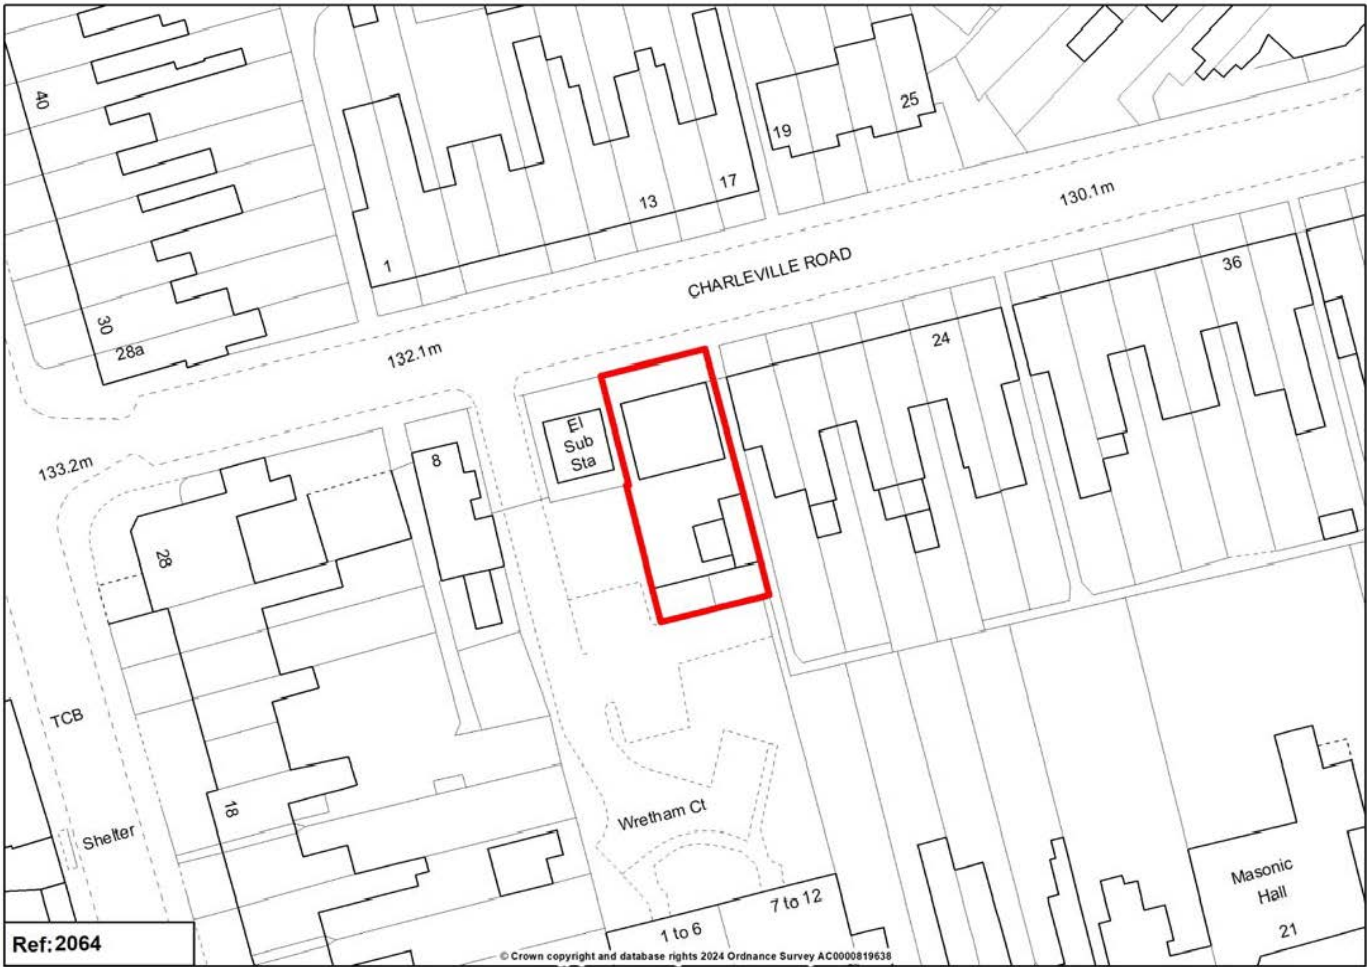 40
25
19
17
13
1
130.1m
CHARLEVILLE ROAD
36
30
28a
132.1m
24
El
Sub
Sta
8
133.2m
28
TCB
18
Shelter
Wretham Ct
Masonic
Hall
7 to 12
1 to 6
21
Ref:2064
© Crown copyright and database rights 2024 Ordnance Survey AC0000819638